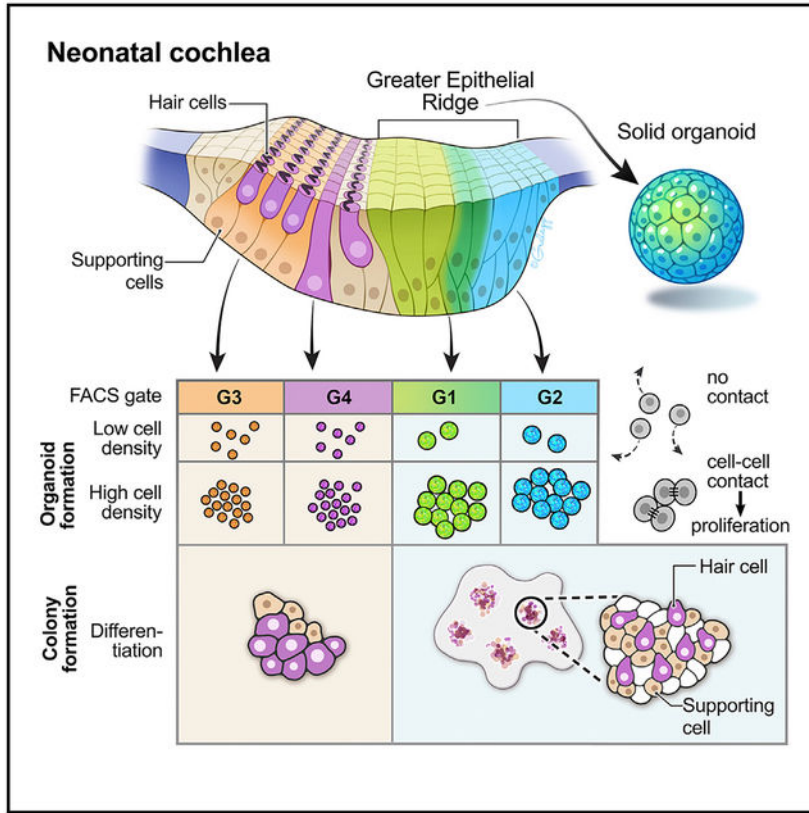 Neonatal cochlea
Hair cells
Greater Epithelial
Ridge
Solid organoid
Supporting
cells
FACS gate
G3
G4
G1
G2
no
contact
Organoid
formation
Low cell
density
High cell
density
cell-cell
contact
proliferation
Colony
formation
Differen-
tiation
Hair cell
Supporting
cell